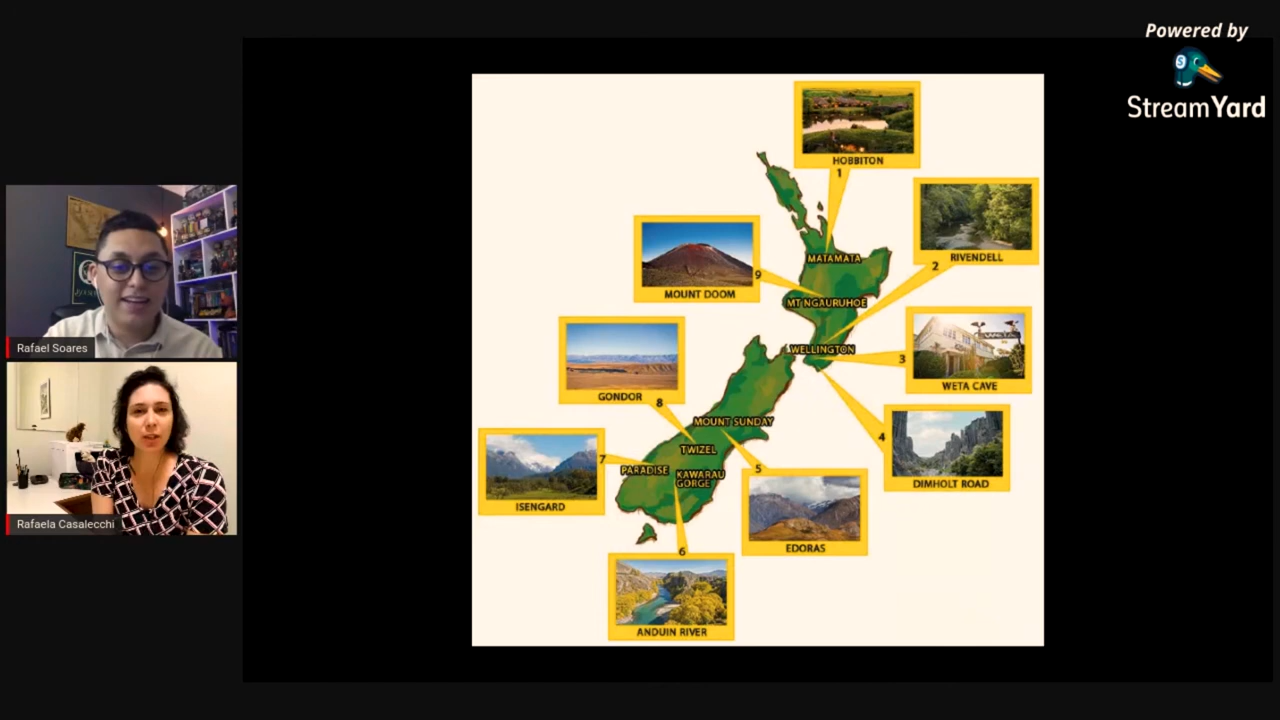 Powered by
StreamYard
HOBBITON
1
RIVENDELL
2
MATAMATA
MOUNT DOOM
9
MT NGAURUHOE
WELLINGTON
3
WETA CAVE
GONDOR
8
4
DIMHOLT ROAD
MOUNT SUNDAY
TWIZEL
PARADISE
KAWARAU
GORGE
7
ISENGARD
5
EDORAS
6
ANDUIN RIVER
Rafael Soares
Rafaela Casalecchi